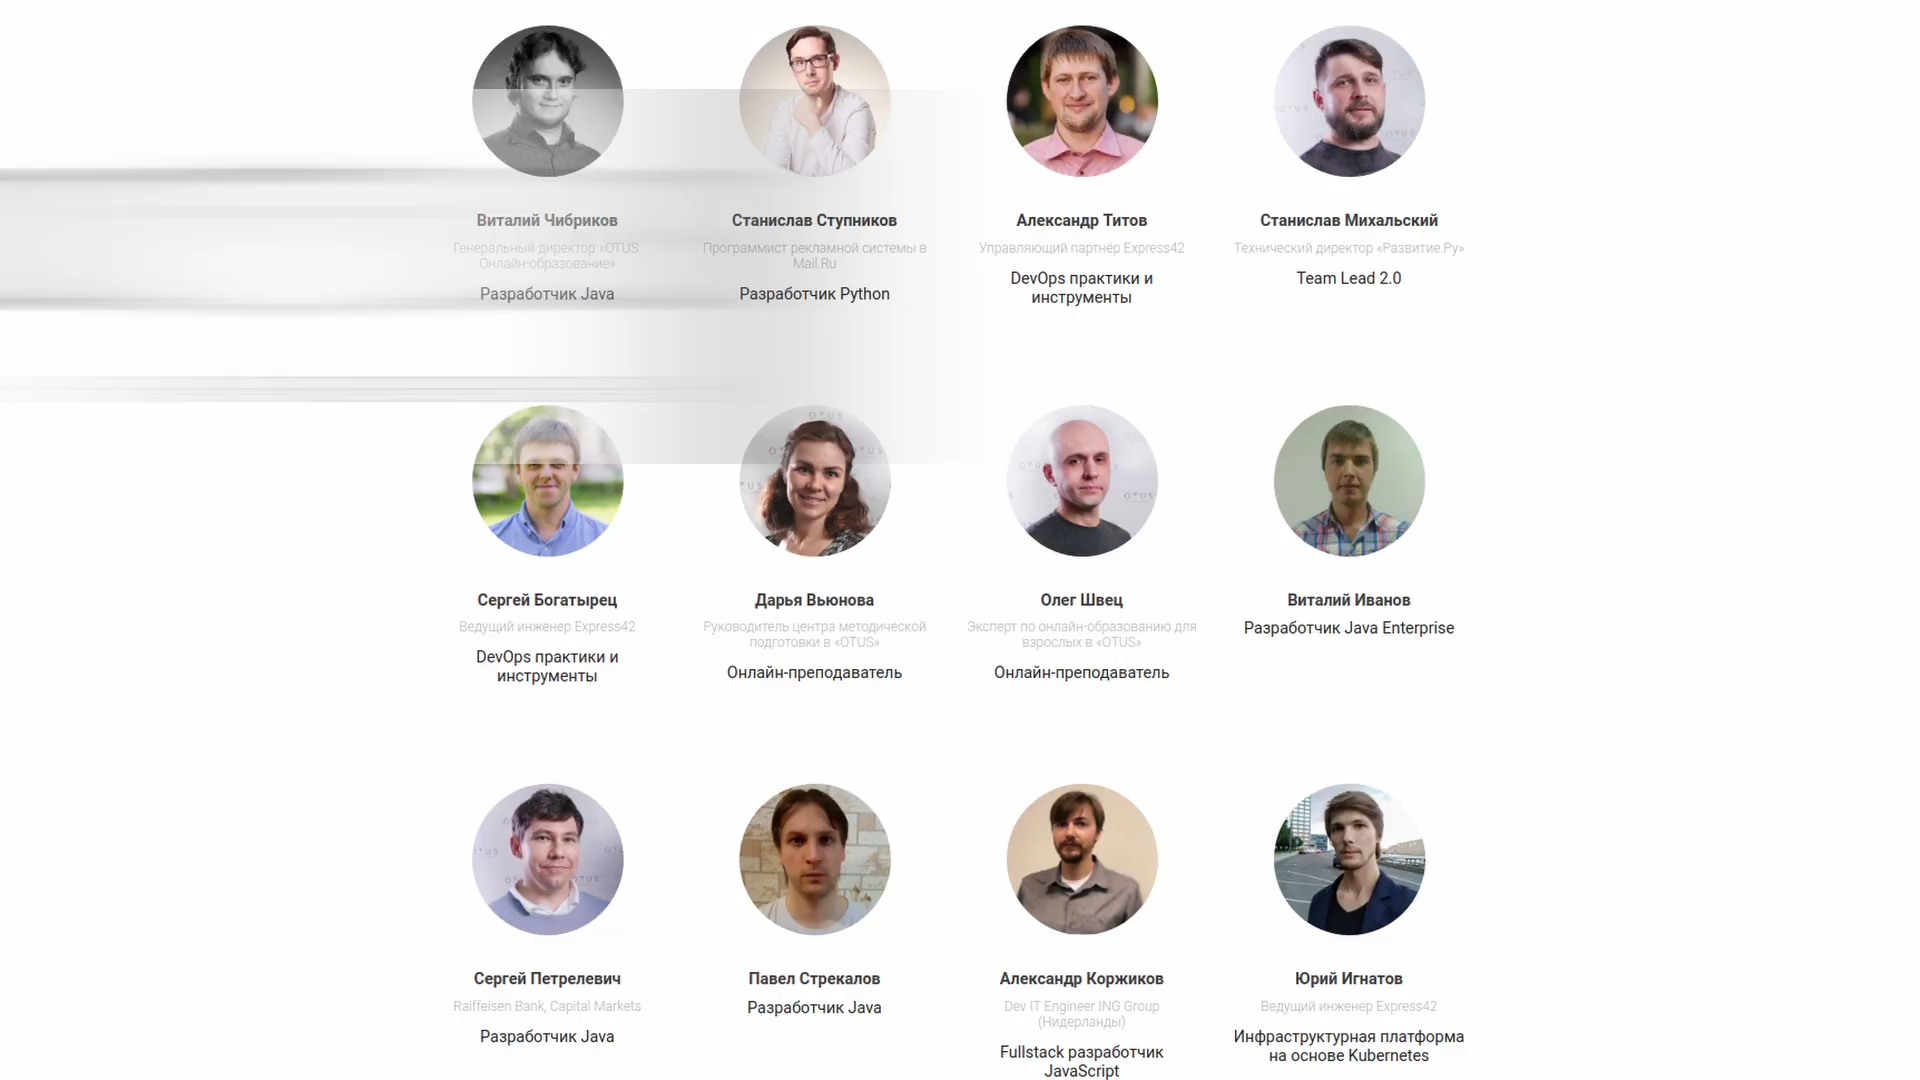 Виталий Чибриков
Генеральный директор «OTUS.
Онлайн-образование»
Разработчик Java
Станислав Ступников
Программист рекламной системы в
Mail.Ru
Разработчик Python
Александр Титов
Управляющий партнёр Express42
DevOps практики и
инструменты
Станислав Михальский
Технический директор «Развитие.Ру»
Team Lead 2.0
OTUS
Сергей Богатырец
Ведущий инженер Express42
DevOps практики и
инструменты
Дарья Вьюнова
Руководитель центра методической
подготовки в «OTUS»
Онлайн-преподаватель
Олег Швец
Эксперт по онлайн-образованию для
взрослых в «OTUS»
Онлайн-преподаватель
Виталий Иванов
Разработчик Java Enterprise
Сергей Петрелевич
Raiffeisen Bank, Capital Markets
Разработчик Java
Павел Стрекалов
Разработчик Java
Александр Коржиков
Dev IT Engineer ING Group
(Нидерланды)
Fullstack разработчик
JavaScript
Юрий Игнатов
Ведущий инженер Express42
Инфраструктурная платформа
на основе Kubernetes